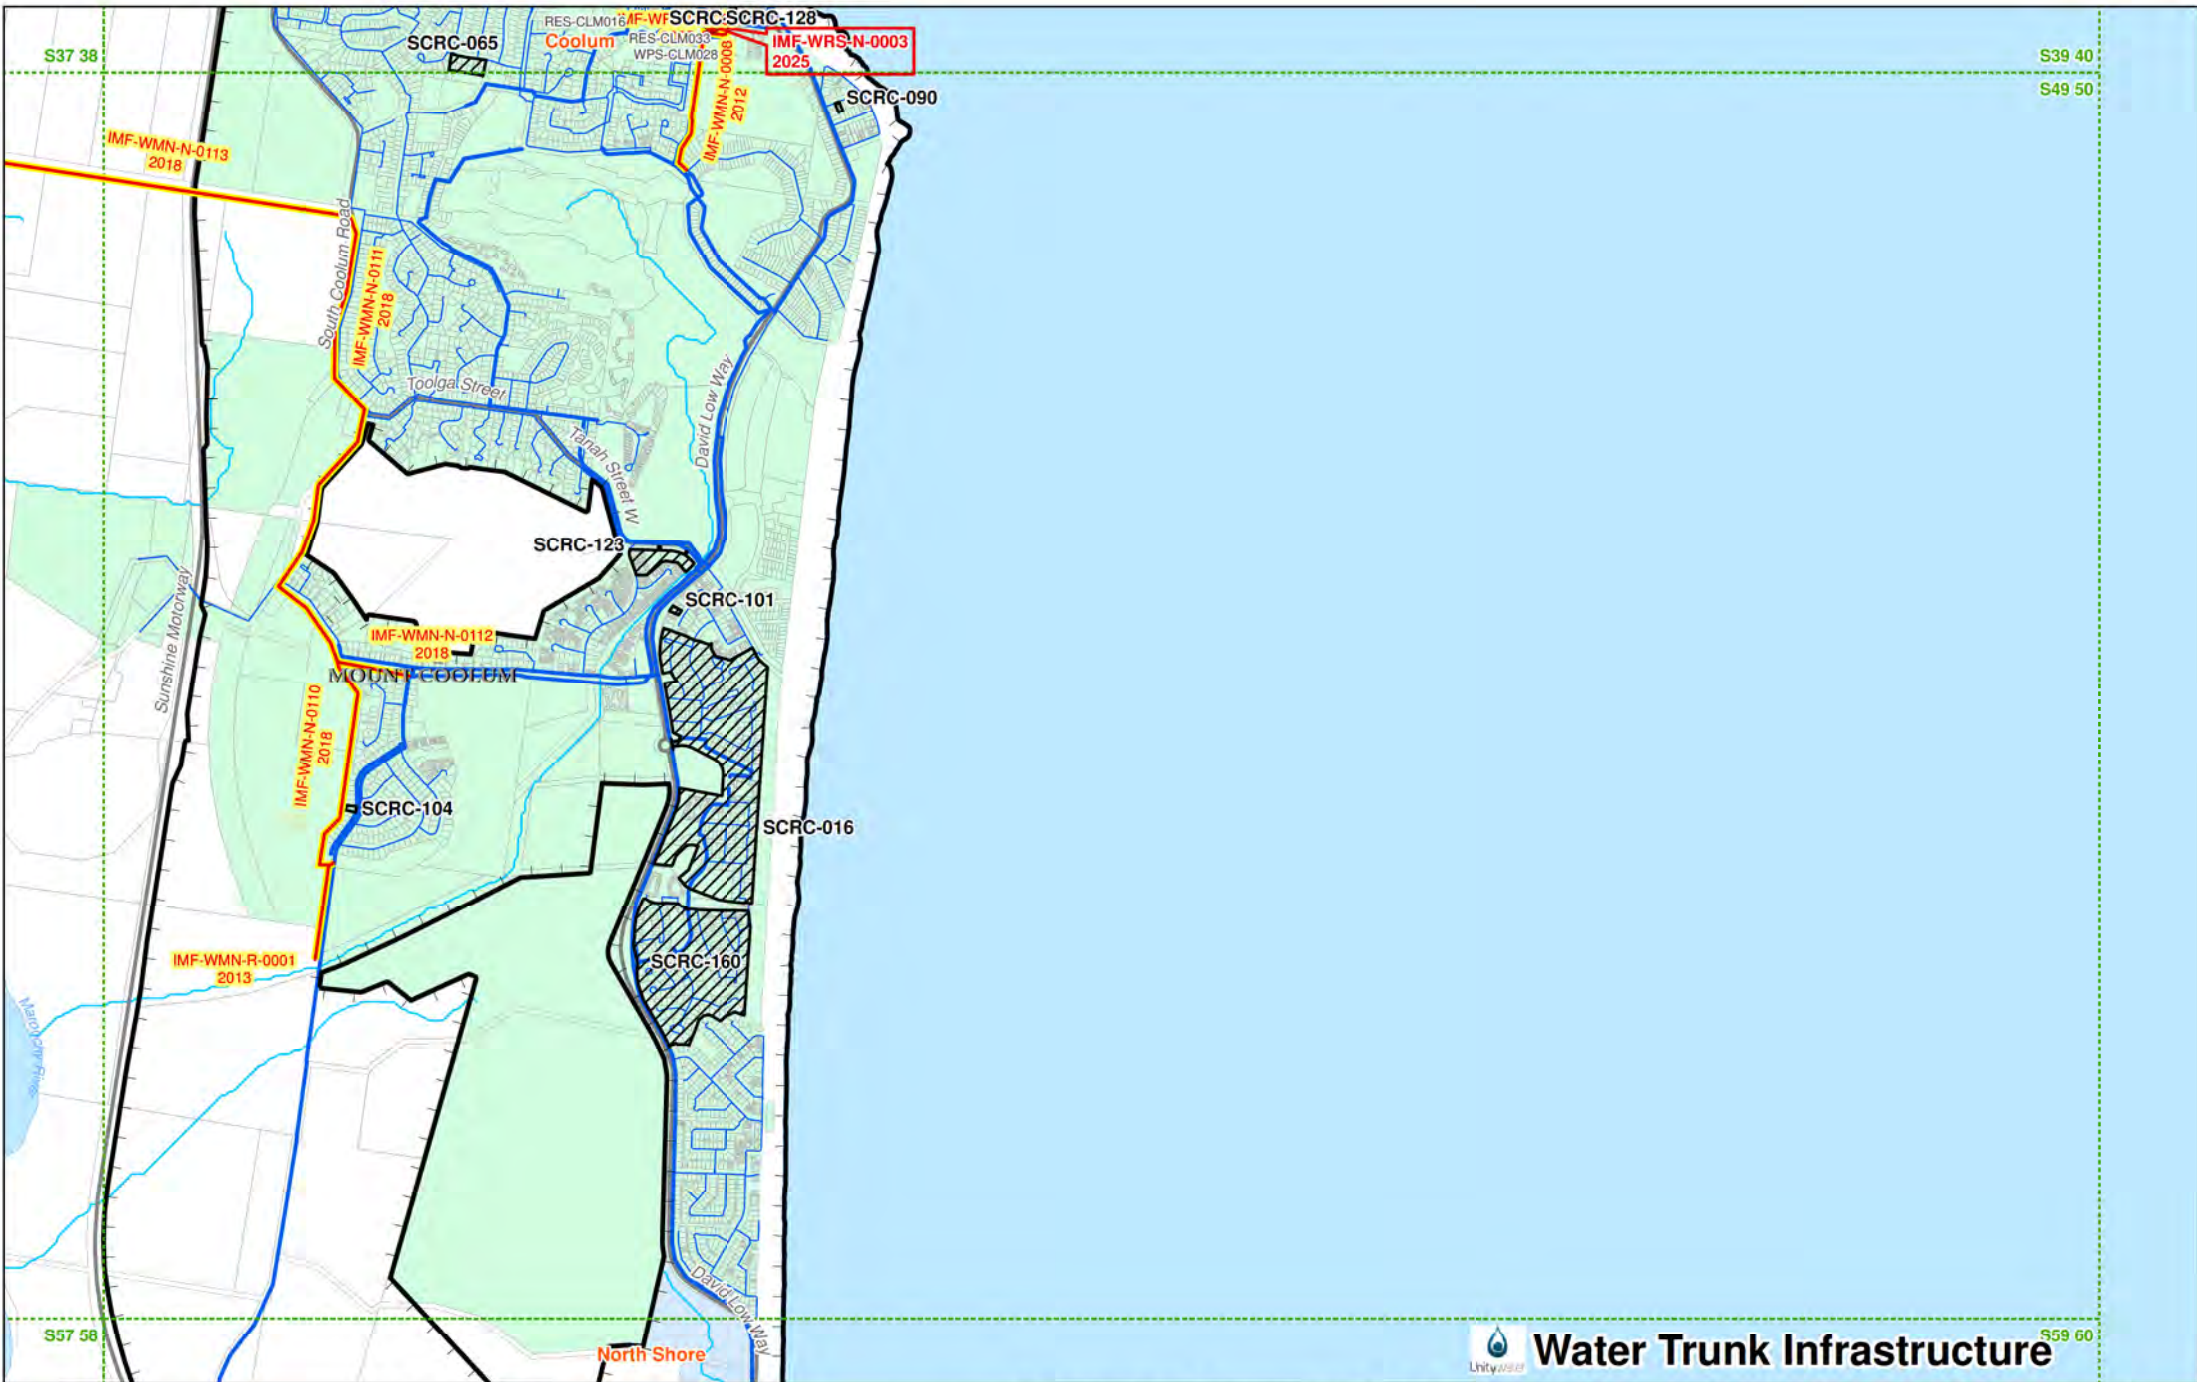 RES-CLM016
SCRC-128
SCRC-065
Coolum
RES-CLM033
IMF-WRS-N-0003
2025
WPS-CLM028
S37 38
S39 40
S49 50
SCRC-090
IMF-WMN-N-0008
2012
IMF-WMN-N-0113
2018
South Coolum Road
IMF-WMN-N-0111
2018
Toolga Street
David Low Way
Tanah Street W
SCRC-123
SCRC-101
Sunshine Motorway
IMF-WMN-N-0112
2018
MOUNT COOLUM
IMF-WMN-N-0110
2018
SCRC-104
SCRC-016
IMF-WMN-R-0001
2013
SCRC-160
Maroochy River
David Low Way
S57 58
S59 60
North Shore
Unitywater
Water Trunk Infrastructure